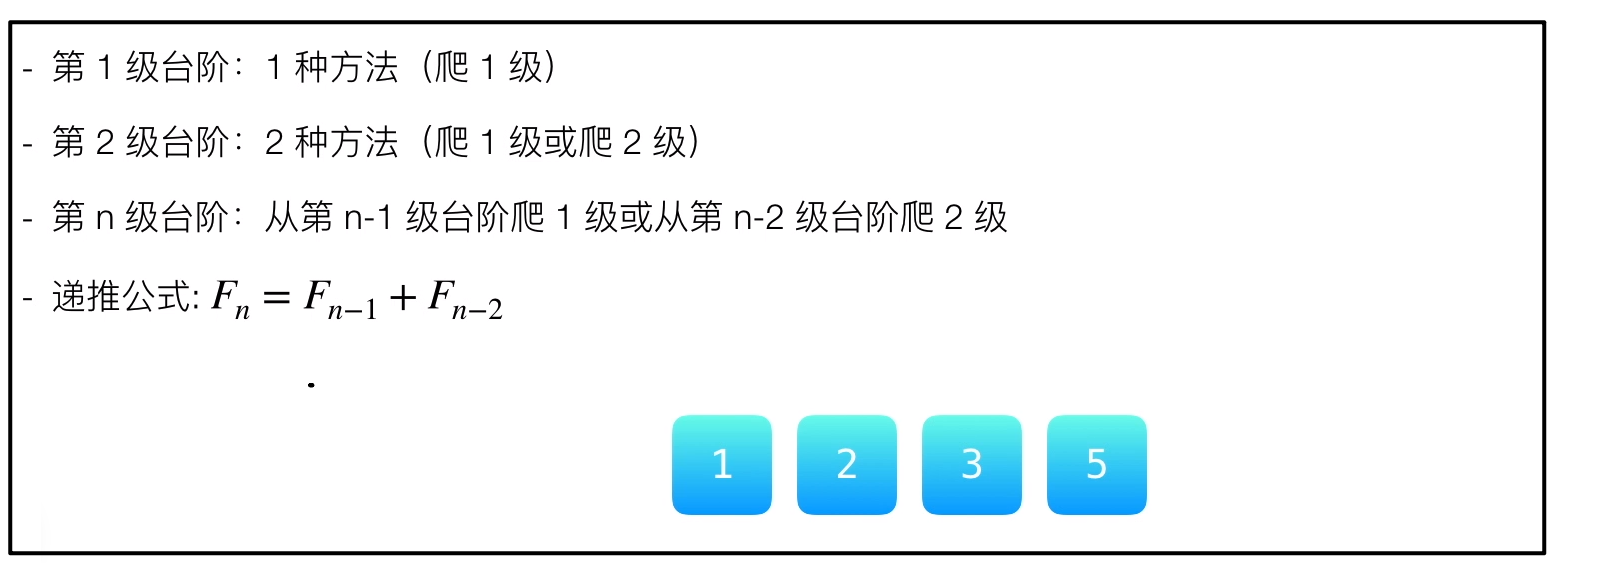 - 第 1 级台阶：1 种方法（爬 1 级）
- 第 2 级台阶：2 种方法（爬 1 级或爬 2 级）
- 第 n 级台阶：从第 n-1 级台阶爬 1 级或从第 n-2 级台阶爬 2 级
- 递推公式: Fₙ = Fₙ₋₁ + Fₙ₋₂
1 2 3 5